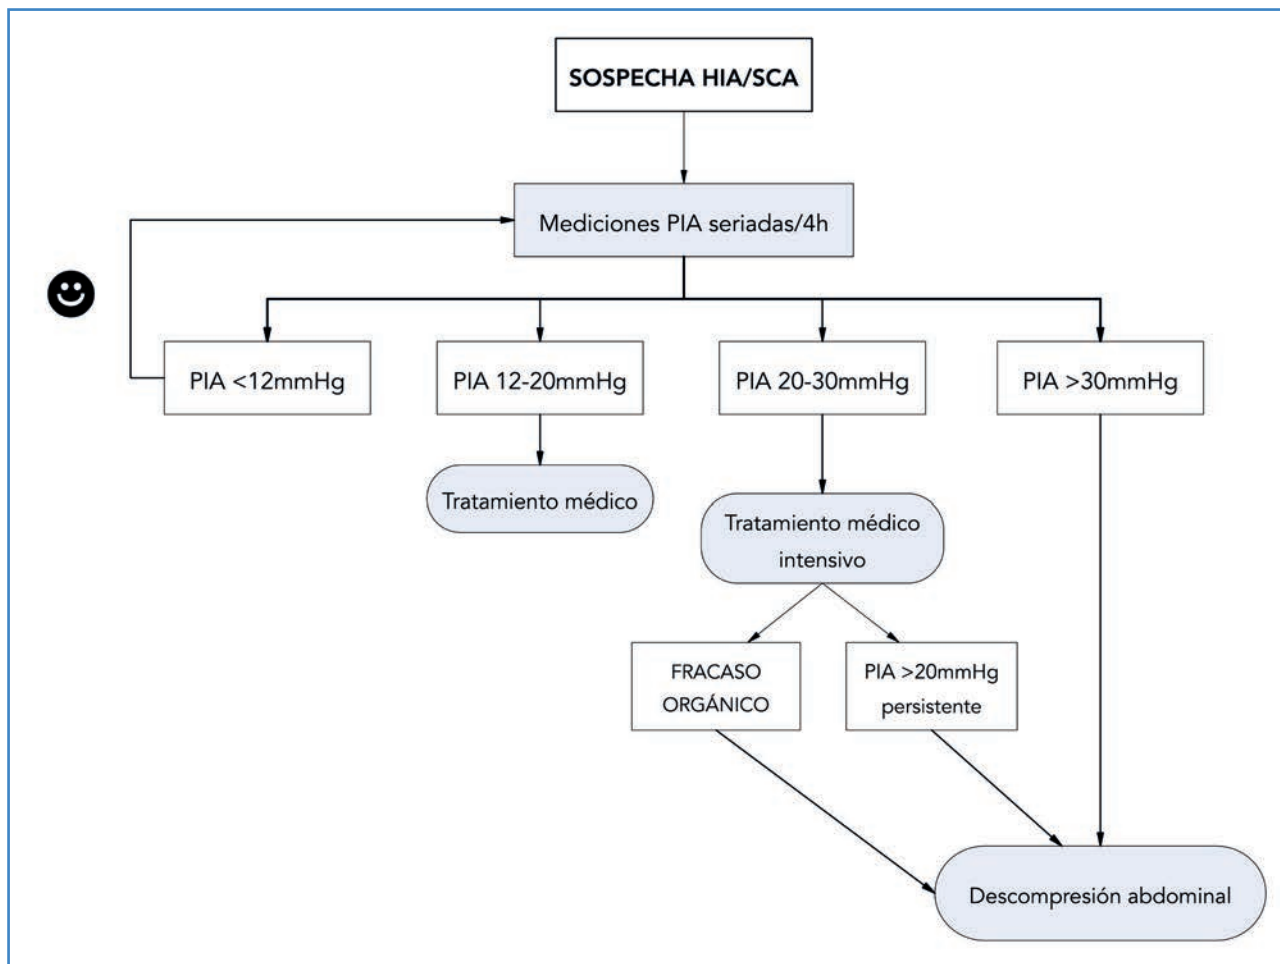 SOSPECHA HIA/SCA
Mediciones PIA seriadas/4h
PIA <12mmHg
PIA 12-20mmHg
PIA 20-30mmHg
PIA >30mmHg
Tratamiento médico
Tratamiento médico
intensivo
FRACASO
ORGÁNICO
PIA >20mmHg
persistente
Descompresión abdominal